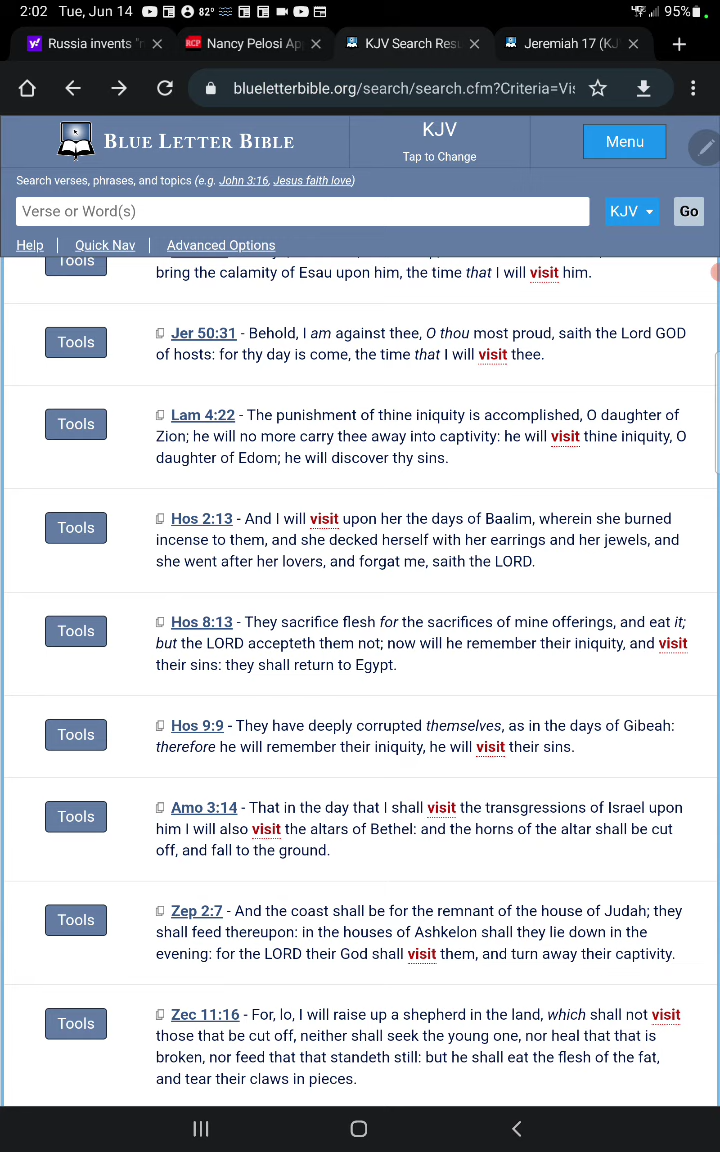 2:02 Tue, Jun 14 82° 95%
Russia invents "r × Nancy Pelosi Ap × KJV Search Resu × Jeremiah 17 (KJ × +
blueletterbible.org/search/search.cfm?Criteria=Vis
BLUE LETTER BIBLE KJV Menu
Tap to Change
Search verses, phrases, and topics (e.g. John 3:16, Jesus faith love)
Verse or Word(s) KJV Go
Help | Quick Nav | Advanced Options
Tools bring the calamity of Esau upon him, the time that I will visit him.
Tools Jer 50:31 - Behold, I am against thee, O thou most proud, saith the Lord GOD
of hosts: for thy day is come, the time that I will visit thee.
Tools Lam 4:22 - The punishment of thine iniquity is accomplished, O daughter of
Zion; he will no more carry thee away into captivity: he will visit thine iniquity, O
daughter of Edom; he will discover thy sins.
Tools Hos 2:13 - And I will visit upon her the days of Baalim, wherein she burned
incense to them, and she decked herself with her earrings and her jewels, and
she went after her lovers, and forgat me, saith the LORD.
Tools Hos 8:13 - They sacrifice flesh for the sacrifices of mine offerings, and eat it;
but the LORD accepteth them not; now will he remember their iniquity, and visit
their sins: they shall return to Egypt.
Tools Hos 9:9 - They have deeply corrupted themselves, as in the days of Gibeah:
therefore he will remember their iniquity, he will visit their sins.
Tools Amo 3:14 - That in the day that I shall visit the transgressions of Israel upon
him I will also visit the altars of Bethel: and the horns of the altar shall be cut
off, and fall to the ground.
Tools Zep 2:7 - And the coast shall be for the remnant of the house of Judah; they
shall feed thereupon: in the houses of Ashkelon shall they lie down in the
evening: for the LORD their God shall visit them, and turn away their captivity.
Tools Zec 11:16 - For, lo, I will raise up a shepherd in the land, which shall not visit
those that be cut off, neither shall seek the young one, nor heal that that is
broken, nor feed that that standeth still: but he shall eat the flesh of the fat,
and tear their claws in pieces.